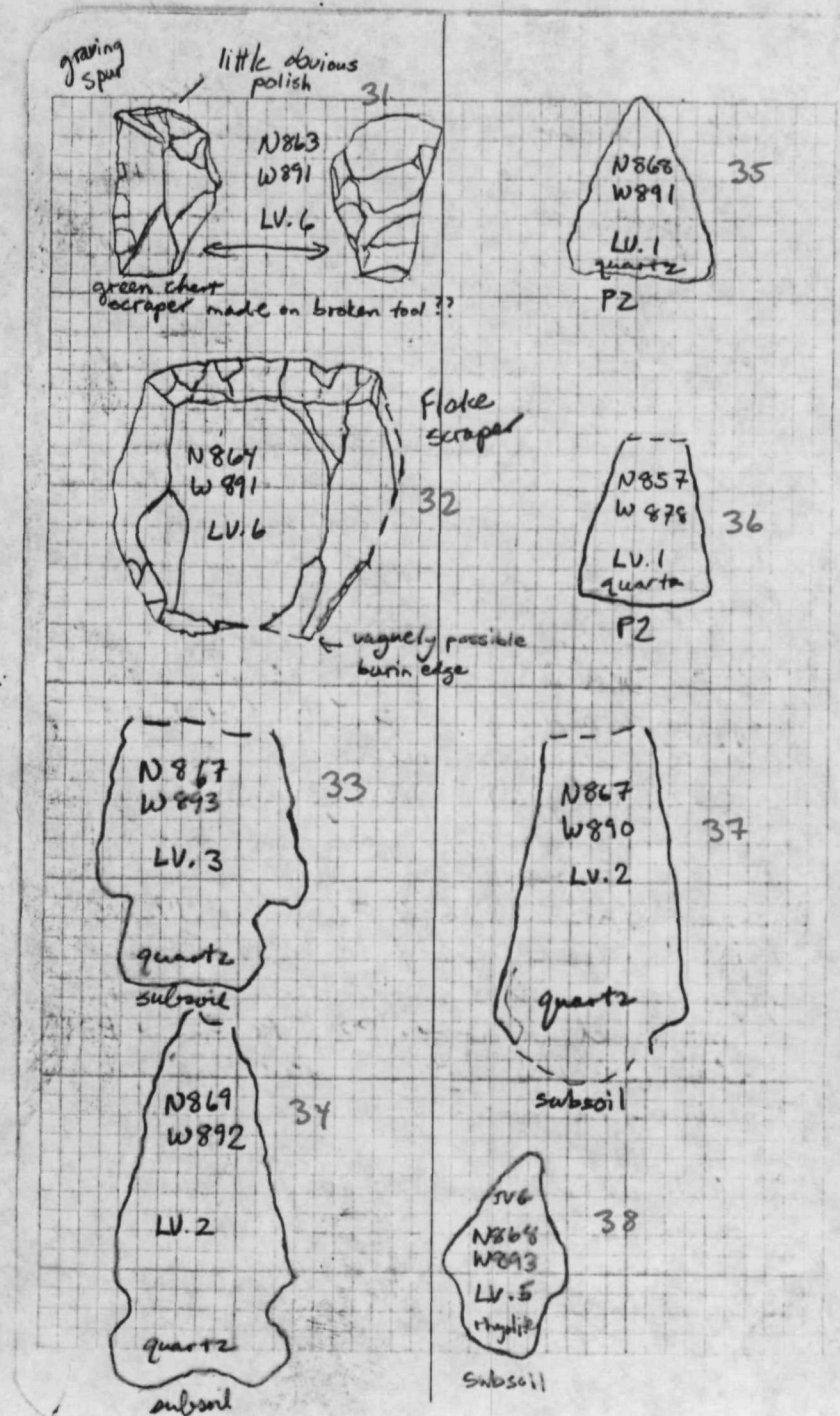 graving
spur
little obvious
polish
31
N863
W891
LV.6
green chert
scraper made on broken tool ??
Flake
scraper
N864
W891
LV.6
32
vaguely possible
burin edge
N867
W893
LV.3
33
quartz
subsoil
N869
W892
LV.2
34
quartz
subsoil
N868
W891
LV.1
quartz
PZ
35
N857
W878
LV.1
quartz
PZ
36
N867
W890
LV.2
37
quartz
subsoil
N868
W893
LV.5
rhyolite
38
subsoil